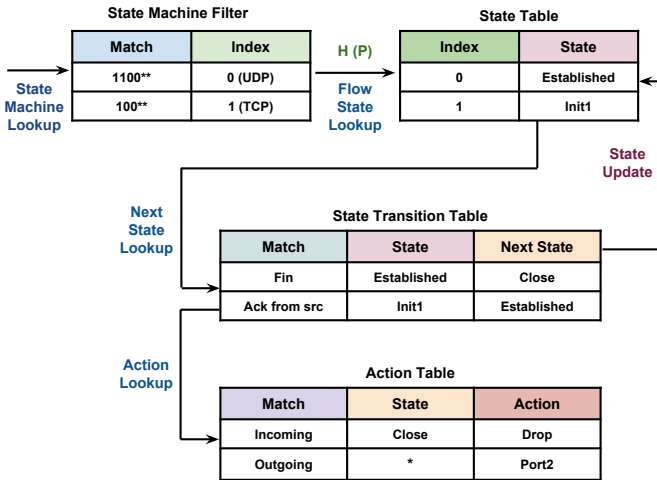 State Machine Filter
State Table
Match Index
1100** 0 (UDP)
100** 1 (TCP)
State
Machine
Lookup
H (P)
Flow
State
Lookup
Index State
0 Established
1 Init1
State
Update
Next
State
Lookup
State Transition Table
Match State Next State
Fin Established Close
Ack from src Init1 Established
Action
Lookup
Action Table
Match State Action
Incoming Close Drop
Outgoing * Port2